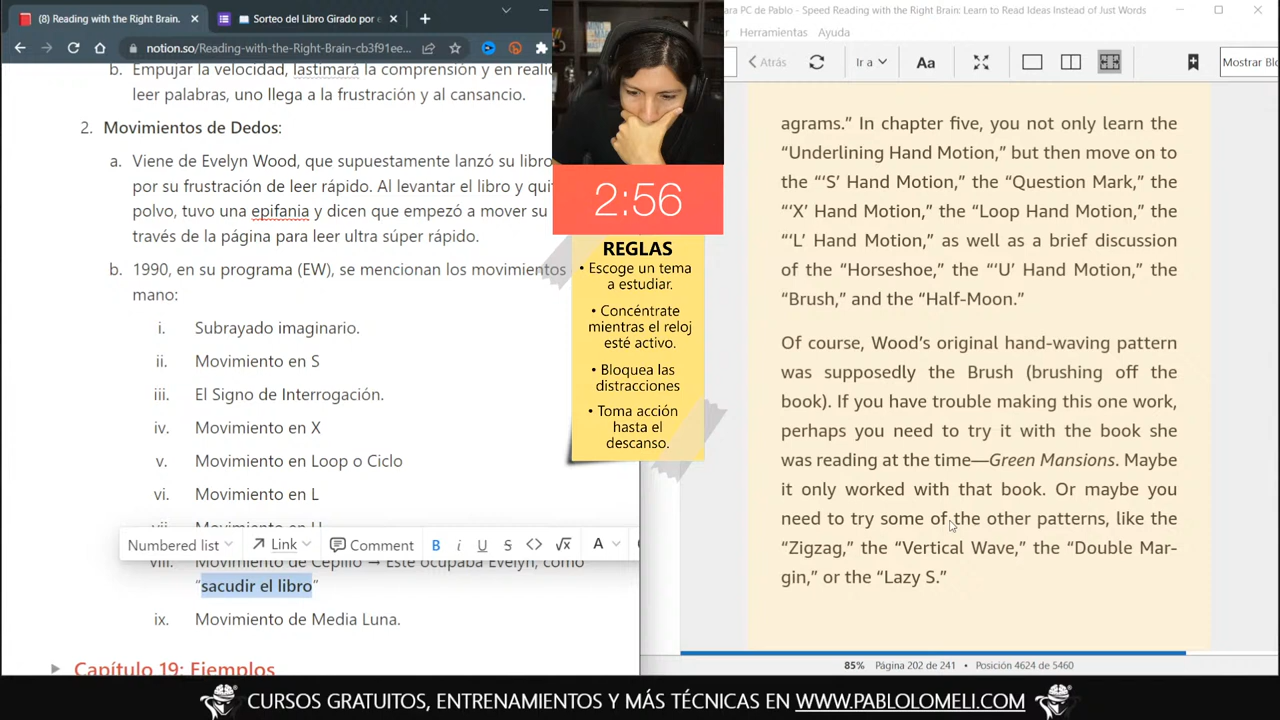 (8) Reading with the Right Brain.
Sorteo del Libro Girado por e
notion.so/Reading-with-the-Right-Brain-cb3f91ee...
b. Empujar la velocidad, lastimará la comprensión y en realic
leer palabras, uno llega a la frustración y al cansancio.
2. Movimientos de Dedos:
a. Viene de Evelyn Wood, que supuestamente lanzó su libro
por su frustración de leer rápido. Al levantar el libro y quit
polvo, tuvo una epifania y dicen que empezó a mover su
través de la página para leer ultra súper rápido.
b. 1990, en su programa (EW), se mencionan los movimientos
mano:
i. Subrayado imaginario.
ii. Movimiento en S
iii. El Signo de Interrogación.
iv. Movimiento en X
v. Movimiento en Loop o Ciclo
vi. Movimiento en L
vii. Movimiento en U
Numbered list Link Comment B i U S <> √x A
viii. Movimiento de Cepillo → Este ocupaba Evelyn, como
“sacudir el libro”
ix. Movimiento de Media Luna.
Capítulo 19: Ejemplos
2:56
REGLAS
• Escoge un tema
a estudiar.
• Concéntrate
mientras el reloj
esté activo.
• Bloquea las
distracciones
• Toma acción
hasta el
descanso.
ara PC de Pablo - Speed Reading with the Right Brain: Learn to Read Ideas Instead of Just Words
Herramientas Ayuda
Atrás Ir a Aa Mostrar Blo
agrams.” In chapter five, you not only learn the
“Underlining Hand Motion,” but then move on to
the “‘S’ Hand Motion,” the “Question Mark,” the
“‘X’ Hand Motion,” the “Loop Hand Motion,” the
“‘L’ Hand Motion,” as well as a brief discussion
of the “Horseshoe,” the “‘U’ Hand Motion,” the
“Brush,” and the “Half-Moon.”
Of course, Wood’s original hand-waving pattern
was supposedly the Brush (brushing off the
book). If you have trouble making this one work,
perhaps you need to try it with the book she
was reading at the time—Green Mansions. Maybe
it only worked with that book. Or maybe you
need to try some of the other patterns, like the
“Zigzag,” the “Vertical Wave,” the “Double Mar-
gin,” or the “Lazy S.”
85% Página 202 de 241 • Posición 4624 de 5460
CURSOS GRATUITOS, ENTRENAMIENTOS Y MÁS TÉCNICAS EN WWW.PABLOLOMELI.COM